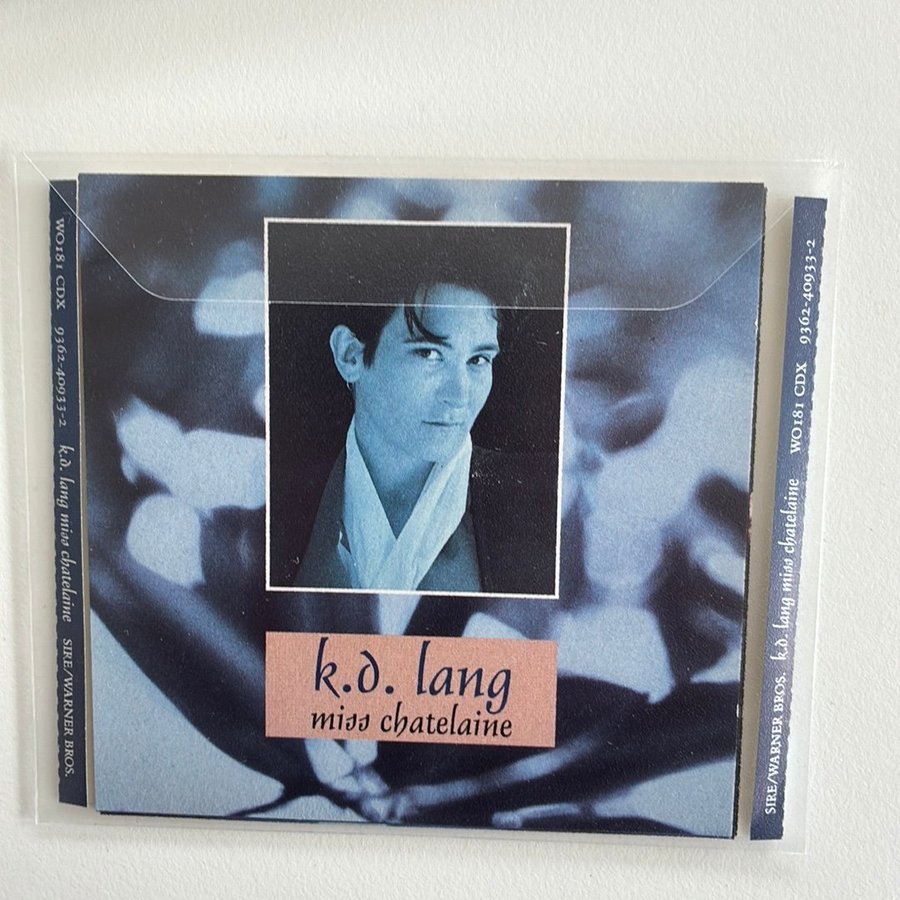 WO181 CDX 9362-40933-2 k.d. lang miss chatelaine SIRE/WARNER BROS.
k.d. lang
miss chatelaine
SIRE/WARNER BROS. k.d. lang miss chatelaine WO181 CDX 9362-40933-2